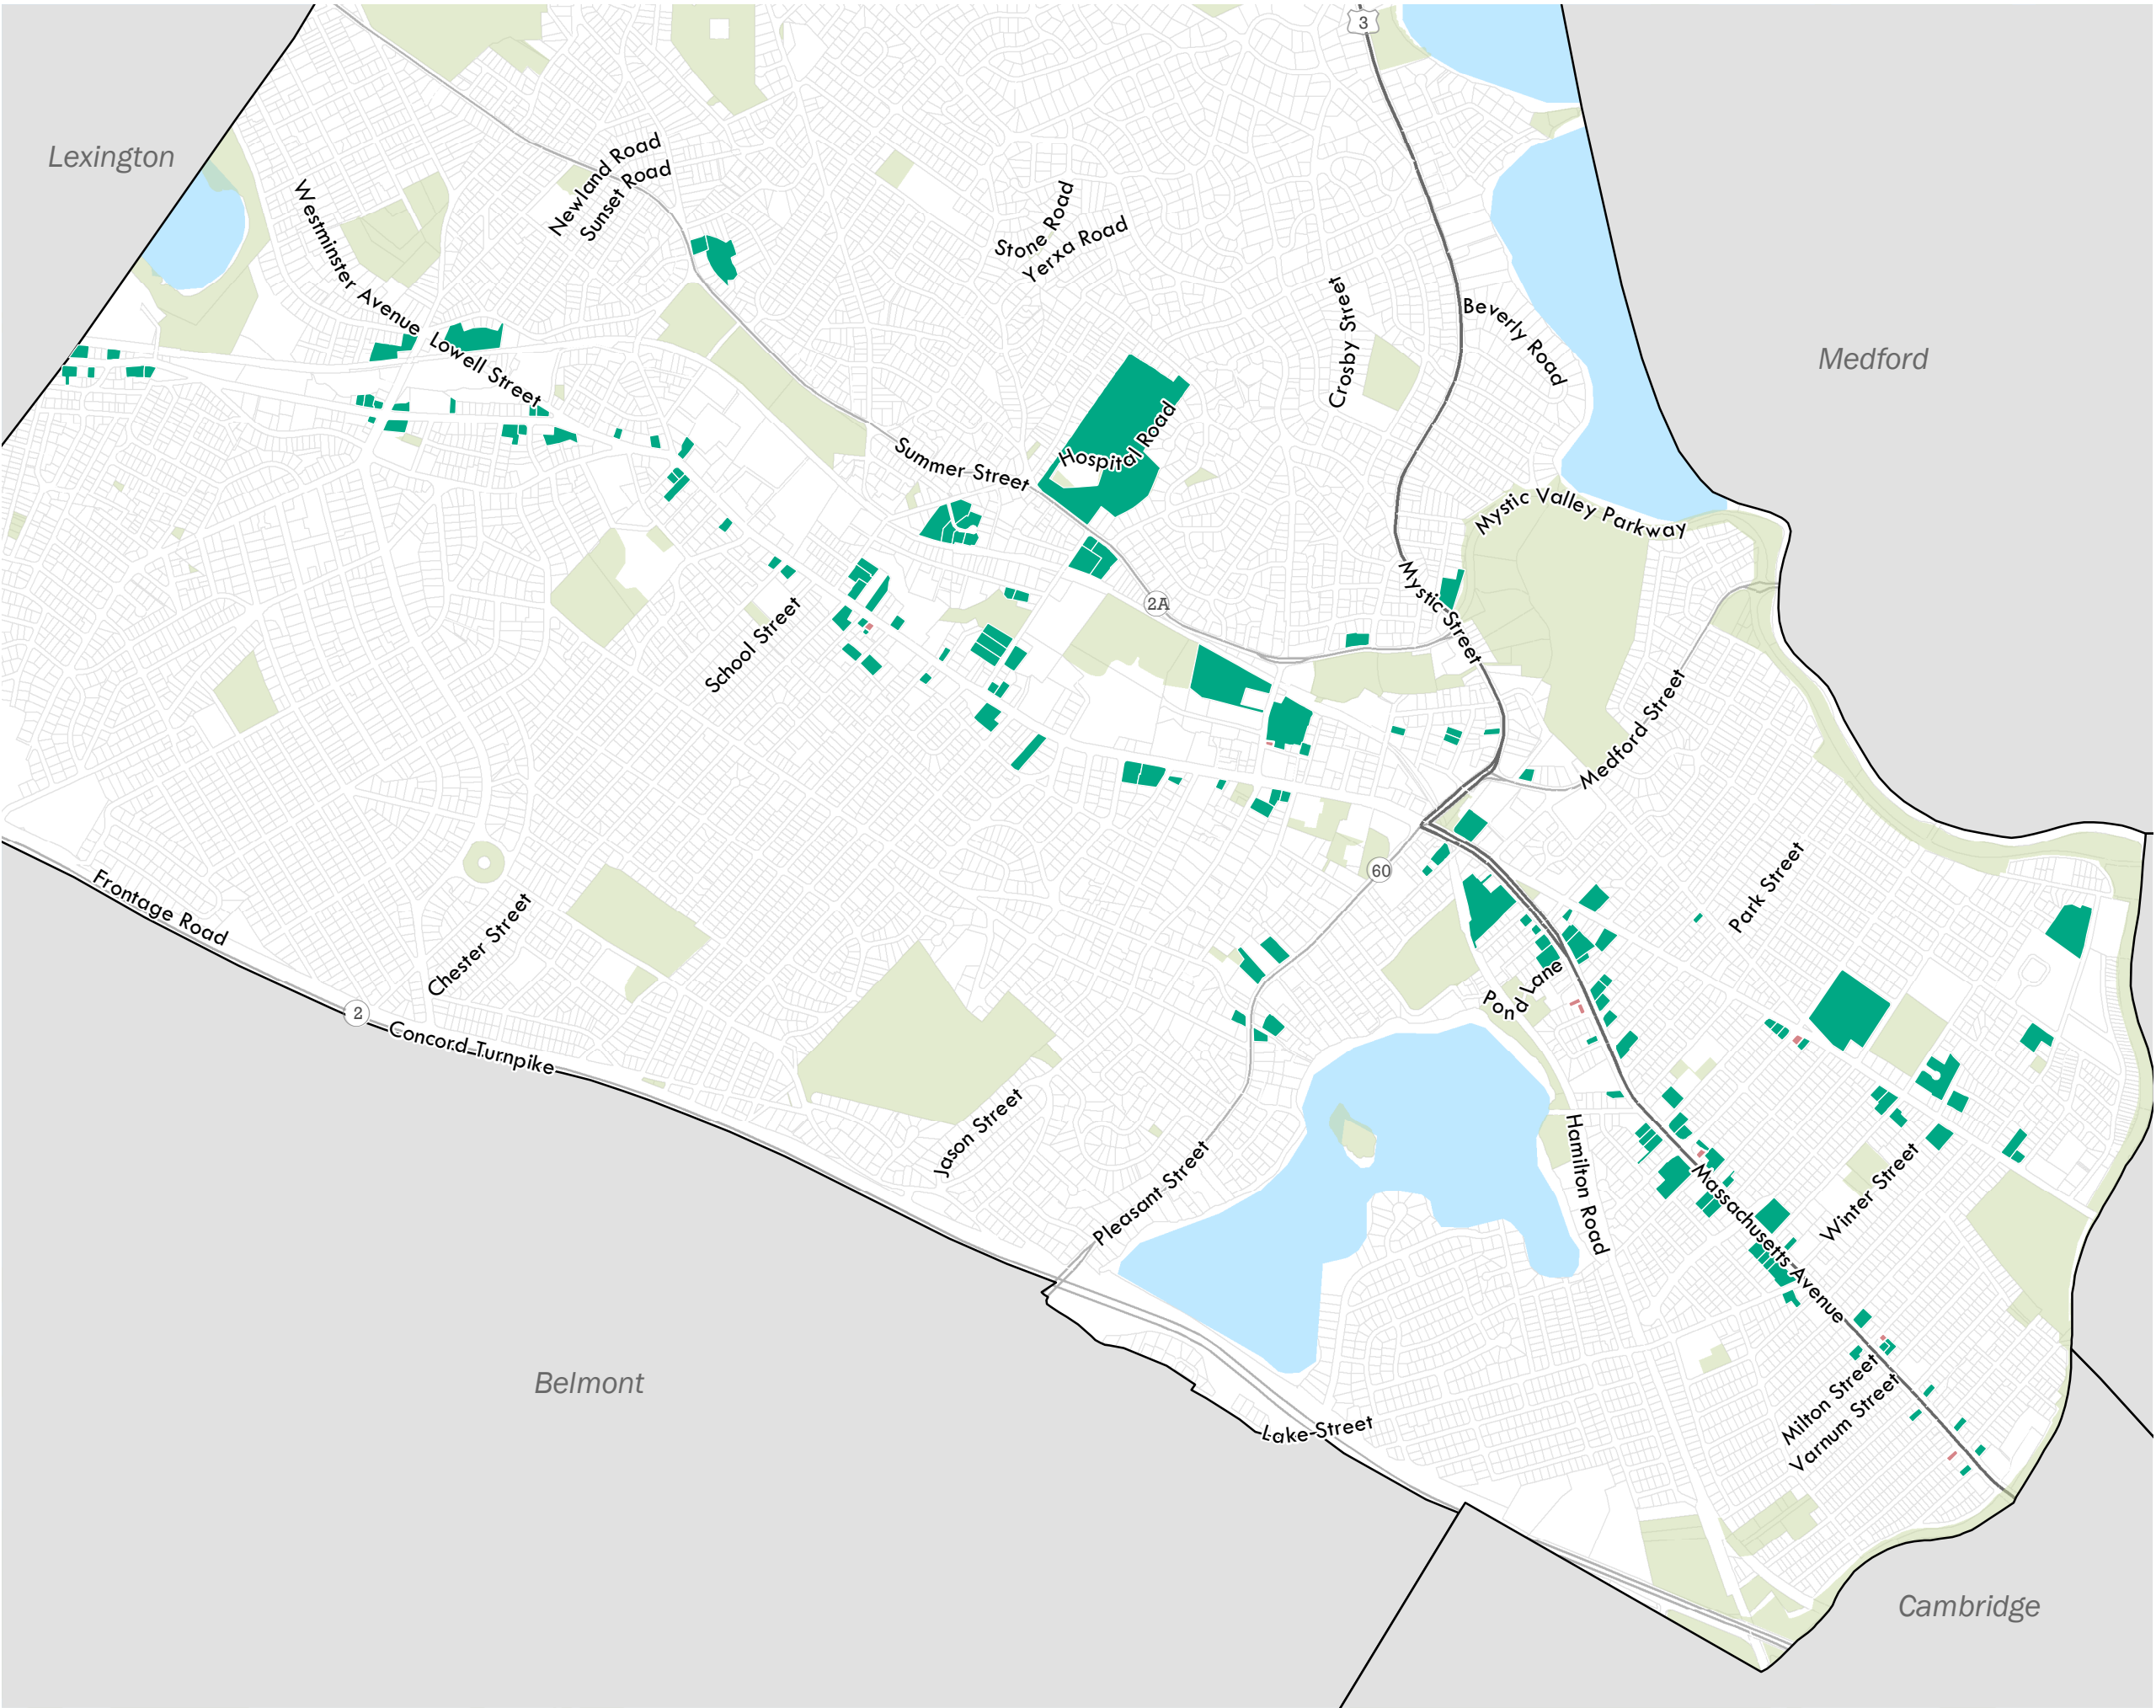 3
Lexington
Newland Road
Sunset Road
Westminster Avenue
Stone Road
Yerxa Road
Crosby Street
Beverly Road
Medford
Lowell Street
Hospital Road
Summer Street
Mystic Valley Parkway
2A
Mystic Street
School Street
Medford Street
60
Park Street
Frontage Road
Chester Street
Pond Lane
2
Concord Turnpike
Jason Street
Hamilton Road
Pleasant Street
Winter Street
Massachusetts Avenue
Belmont
Milton Street
Varnum Street
Lake Street
Cambridge